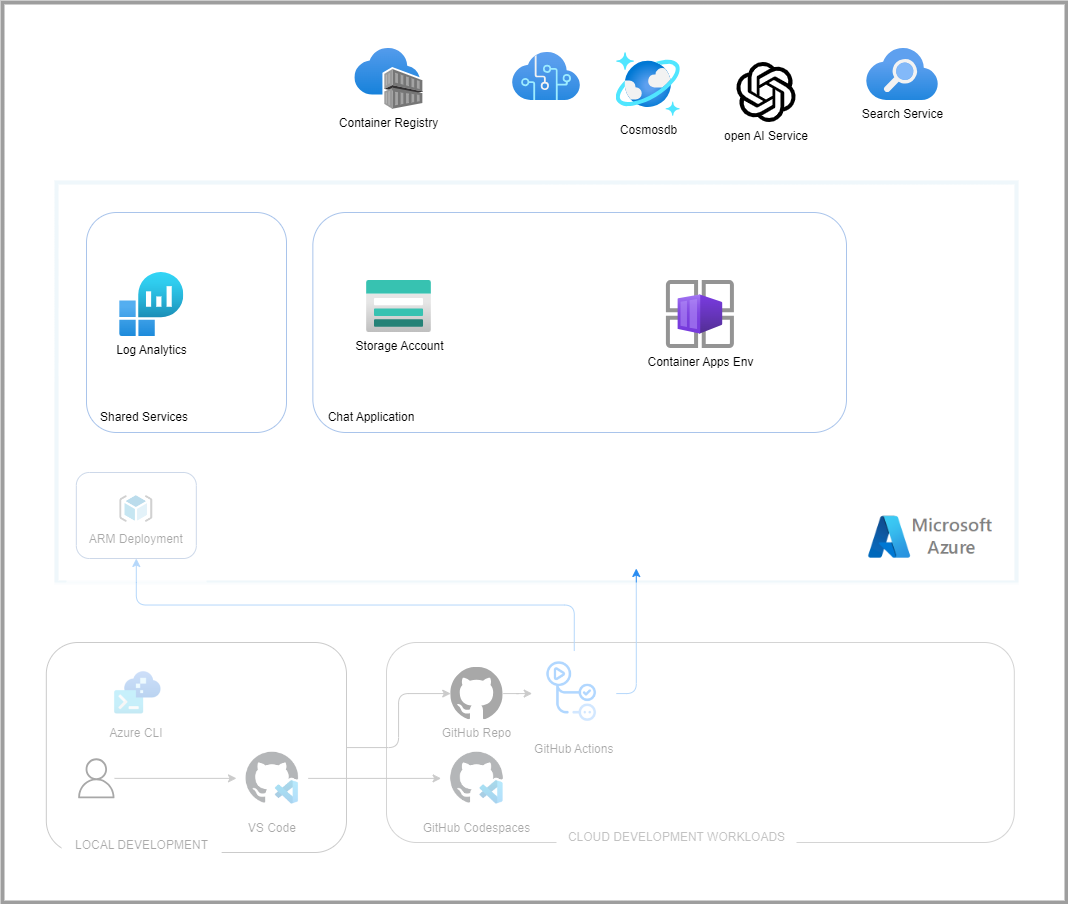 Container Registry
Cosmosdb
open AI Service
Search Service
Log Analytics
Shared Services
Storage Account
Container Apps Env
Chat Application
ARM Deployment
Microsoft
Azure
Azure CLI
VS Code
LOCAL DEVELOPMENT
GitHub Repo
GitHub Actions
GitHub Codespaces
CLOUD DEVELOPMENT WORKLOADS